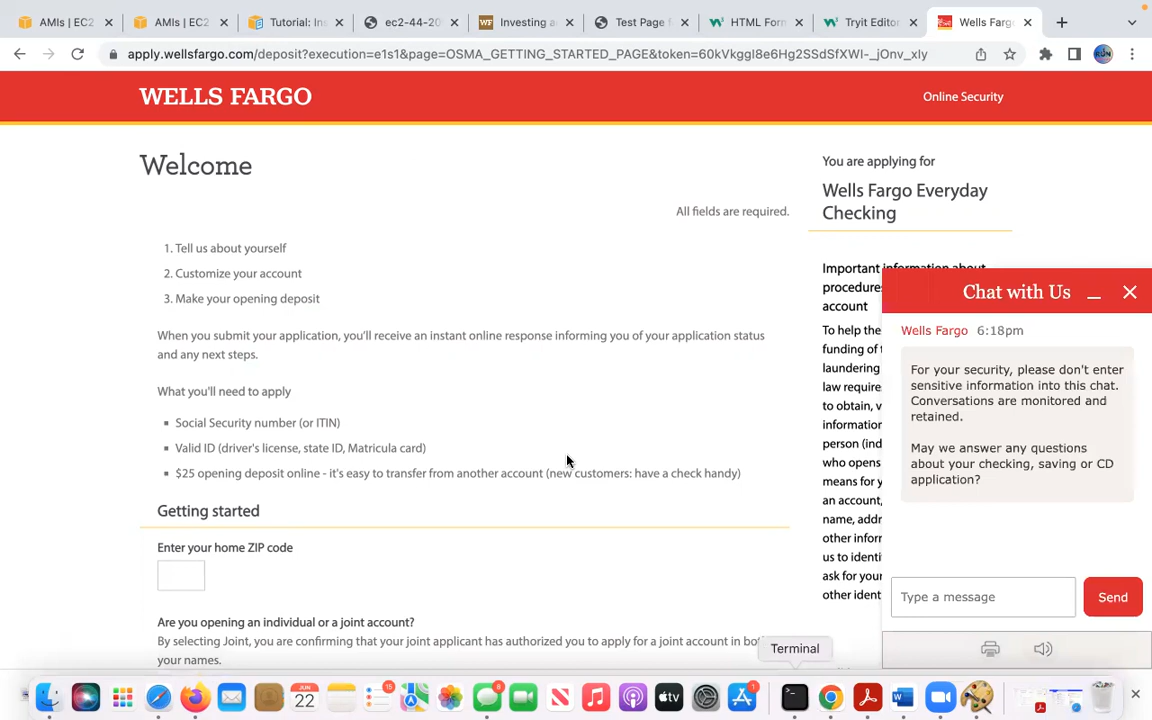 AMIs | EC2
AMIs | EC2
Tutorial: Ins
ec2-44-20
Investing a
Test Page f
HTML Form
Tryit Editor
Wells Farg
apply.wellsfargo.com/deposit?execution=e1s1&page=OSMA_GETTING_STARTED_PAGE&token=60kVkggI8e6Hg2SSdSfXWl-_jOnv_xly
WELLS FARGO
Online Security
Welcome
All fields are required.
1. Tell us about yourself
2. Customize your account
3. Make your opening deposit
When you submit your application, you'll receive an instant online response informing you of your application status
and any next steps.
What you'll need to apply
Social Security number (or ITIN)
Valid ID (driver's license, state ID, Matricula card)
$25 opening deposit online - it's easy to transfer from another account (new customers: have a check handy)
Getting started
Enter your home ZIP code
Are you opening an individual or a joint account?
By selecting Joint, you are confirming that your joint applicant has authorized you to apply for a joint account in both
your names.
You are applying for
Wells Fargo Everyday
Checking
Important information about
procedures
account
To help the
funding of t
laundering
law require
to obtain, v
information
person (ind
who opens
means for y
an account,
name, addr
other inforr
us to identi
ask for your
other ident
Chat with Us
Wells Fargo 6:18pm
For your security, please don't enter
sensitive information into this chat.
Conversations are monitored and
retained.
May we answer any questions
about your checking, saving or CD
application?
Type a message
Send
Terminal
JUN
22
15
6
tv
1